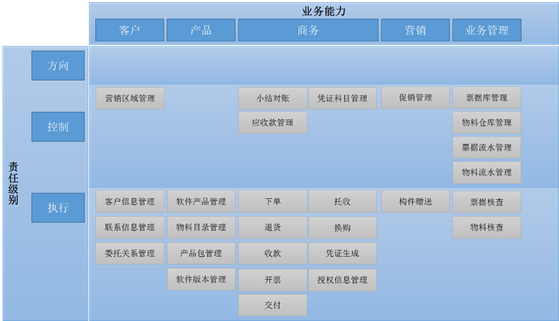 业务能力
客户 产品 商务 营销 业务管理
责任级别
方向
控制
营销区域管理 小结对账 凭证科目管理 促销管理 票据库管理
应收款管理 物料仓库管理
票据流水管理
物料流水管理
执行
客户信息管理 软件产品管理 下单 托收 构件赠送 票据核查
联系信息管理 物料目录管理 退货 换购 物料核查
委托关系管理 产品包管理 收款 凭证生成
软件版本管理 开票 授权信息管理
交付